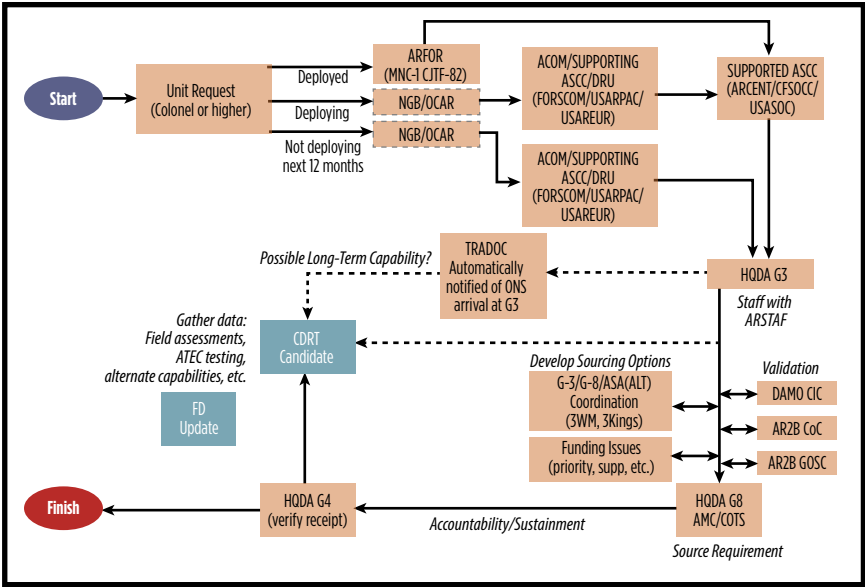 Start
Unit Request
(Colonel or higher)
Deployed
Deploying
Not deploying
next 12 months
ARFOR
(MNC-1 CJTF-82)
NGB/OCAR
NGB/OCAR
ACOM/SUPPORTING
ASCC/DRU
(FORSCOM/USARPAC/
USAREUR)
SUPPORTED ASCC
(ARCENT/CFSOCC/
USASOC)
ACOM/SUPPORTING
ASCC/DRU
(FORSCOM/USARPAC/
USAREUR)
Possible Long-Term Capability?
TRADOC
Automatically
notified of ONS
arrival at G3
HQDA G3
Staff with
ARSTAF
Gather data:
Field assessments,
ATEC testing,
alternate capabilities, etc.
CDRT
Candidate
FD
Update
Develop Sourcing Options
G-3/G-8/ASA(ALT)
Coordination
(3WM, 3Kings)
Funding Issues
(priority, supp, etc.)
Validation
DAMO CIC
AR2B CoC
AR2B GOSC
Finish
HQDA G4
(verify receipt)
Accountability/Sustainment
HQDA G8
AMC/COTS
Source Requirement